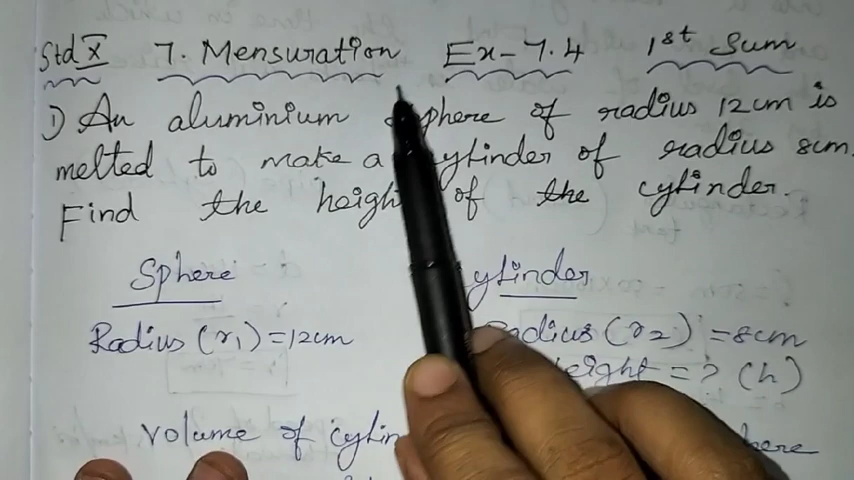 Std X 7. Mensuration Ex-7.4 1st Sum
1) An aluminium sphere of radius 12cm is
melted to make a cylinder of radius 8cm.
Find the height of the cylinder.
Sphere cylinder
Radius (r1) = 12cm Radius (r2) = 8cm
height = ? (h)
volume of